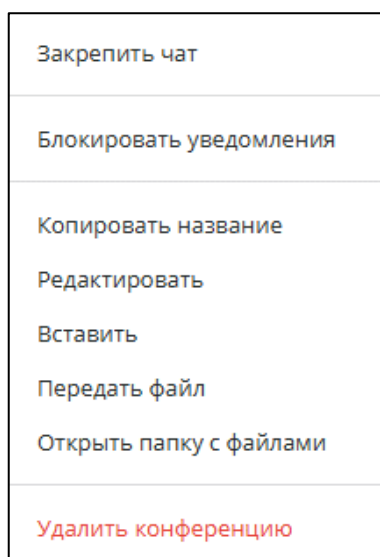 Закрепить чат
Блокировать уведомления
Копировать название
Редактировать
Вставить
Передать файл
Открыть папку с файлами
Удалить конференцию